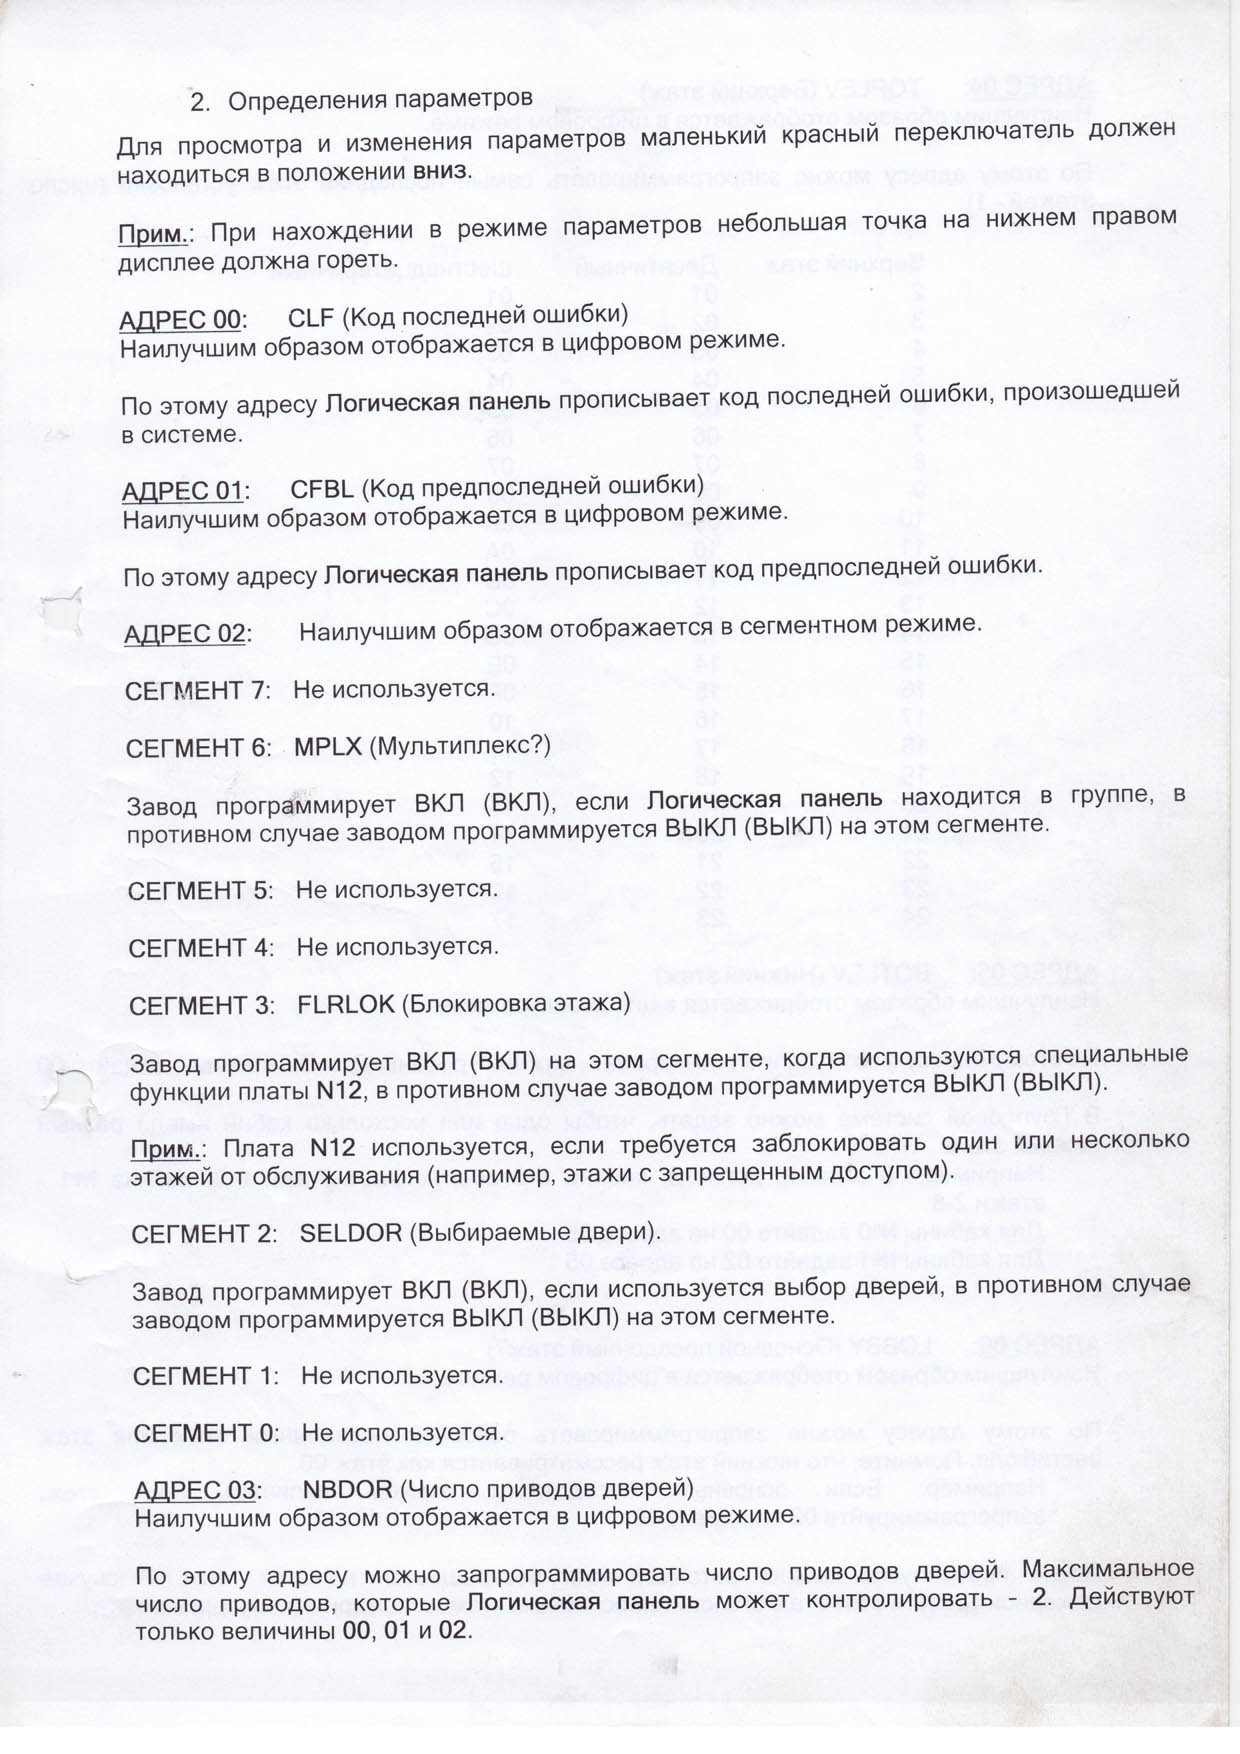 2. Определения параметров
Для просмотра и изменения параметров маленький красный переключатель должен
находиться в положении вниз.
Прим.: При нахождении в режиме параметров небольшая точка на нижнем правом
дисплее должна гореть.
АДРЕС 00: CLF (Код последней ошибки)
Наилучшим образом отображается в цифровом режиме.
По этому адресу Логическая панель прописывает код последней ошибки, произошедшей
в системе.
АДРЕС 01: CFBL (Код предпоследней ошибки)
Наилучшим образом отображается в цифровом режиме.
По этому адресу Логическая панель прописывает код предпоследней ошибки.
АДРЕС 02: Наилучшим образом отображается в сегментном режиме.
СЕГМЕНТ 7: Не используется.
СЕГМЕНТ 6: MPLX (Мультиплекс?)
Завод программирует ВКЛ (ВКЛ), если Логическая панель находится в группе, в
противном случае заводом программируется ВЫКЛ (ВЫКЛ) на этом сегменте.
СЕГМЕНТ 5: Не используется.
СЕГМЕНТ 4: Не используется.
СЕГМЕНТ 3: FLRLOK (Блокировка этажа)
Завод программирует ВКЛ (ВКЛ) на этом сегменте, когда используются специальные
функции платы N12, в противном случае заводом программируется ВЫКЛ (ВЫКЛ).
Прим.: Плата N12 используется, если требуется заблокировать один или несколько
этажей от обслуживания (например, этажи с запрещенным доступом).
СЕГМЕНТ 2: SELDOR (Выбираемые двери).
Завод программирует ВКЛ (ВКЛ), если используется выбор дверей, в противном случае
заводом программируется ВЫКЛ (ВЫКЛ) на этом сегменте.
СЕГМЕНТ 1: Не используется.
СЕГМЕНТ 0: Не используется.
АДРЕС 03: NBDOR (Число приводов дверей)
Наилучшим образом отображается в цифровом режиме.
По этому адресу можно запрограммировать число приводов дверей. Максимальное
число приводов, которые Логическая панель может контролировать - 2. Действуют
только величины 00, 01 и 02.